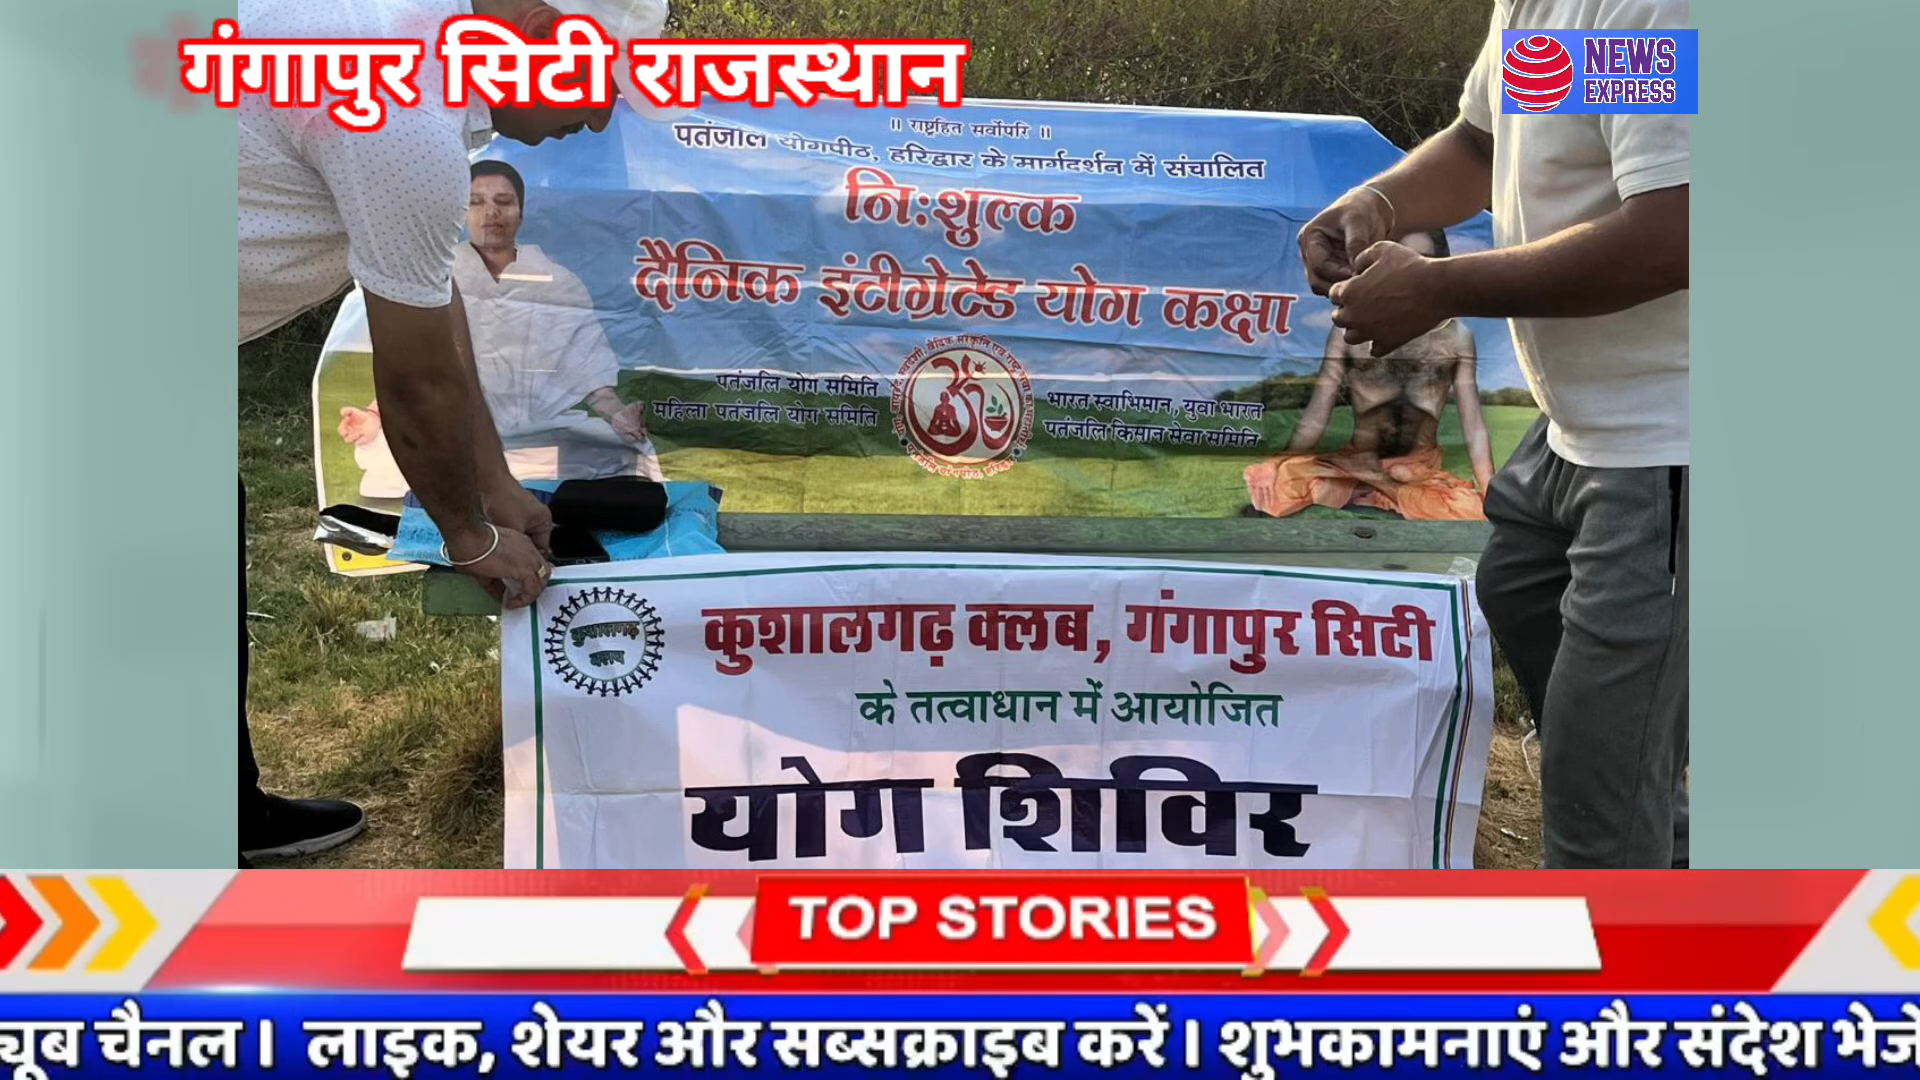 गंगापुर सिटी राजस्थान
NEWS
EXPRESS
॥ राष्ट्रहित सर्वोपरि ॥
पतंजलि योगपीठ, हरिद्वार के मार्गदर्शन में संचालित
नि:शुल्क
दैनिक इंटीग्रेटेड योग कक्षा
पतंजलि योग समिति
महिला पतंजलि योग समिति
भारत स्वाभिमान, युवा भारत
पतंजलि किसान सेवा समिति
कुशालगढ़ क्लब
कुशालगढ़ क्लब, गंगापुर सिटी
के तत्वाधान में आयोजित
योग शिविर
TOP STORIES
चैनल। लाइक, शेयर और सब्सक्राइब करें। शुभकामनाएं और संदेश